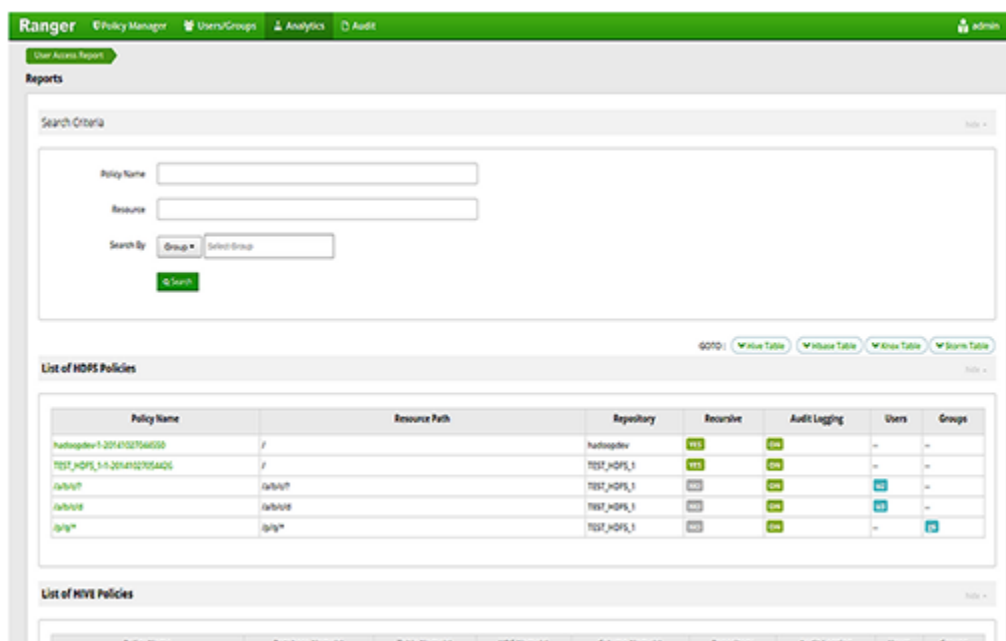 Ranger Policy Manager Users/Groups Analytics Audit admin
User Access Report
Reports
Search Criteria hide
Policy Name
Resource
Search By Group Select Group
Search
GOTO : Hive Table Hbase Table Knox Table Storm Table
List of HDFS Policies hide
Policy Name Resource Path Repository Recursive Audit Logging Users Groups
/ hadoopdev YES ON -- --
/ TEST_HDFS_1 YES ON -- --
TEST_HDFS_1 NO ON --
/a/b/c/d /a/b/c/d TEST_HDFS_1 NO ON --
/p/q/* /p/q/* TEST_HDFS_1 NO ON --
List of HIVE Policies hide